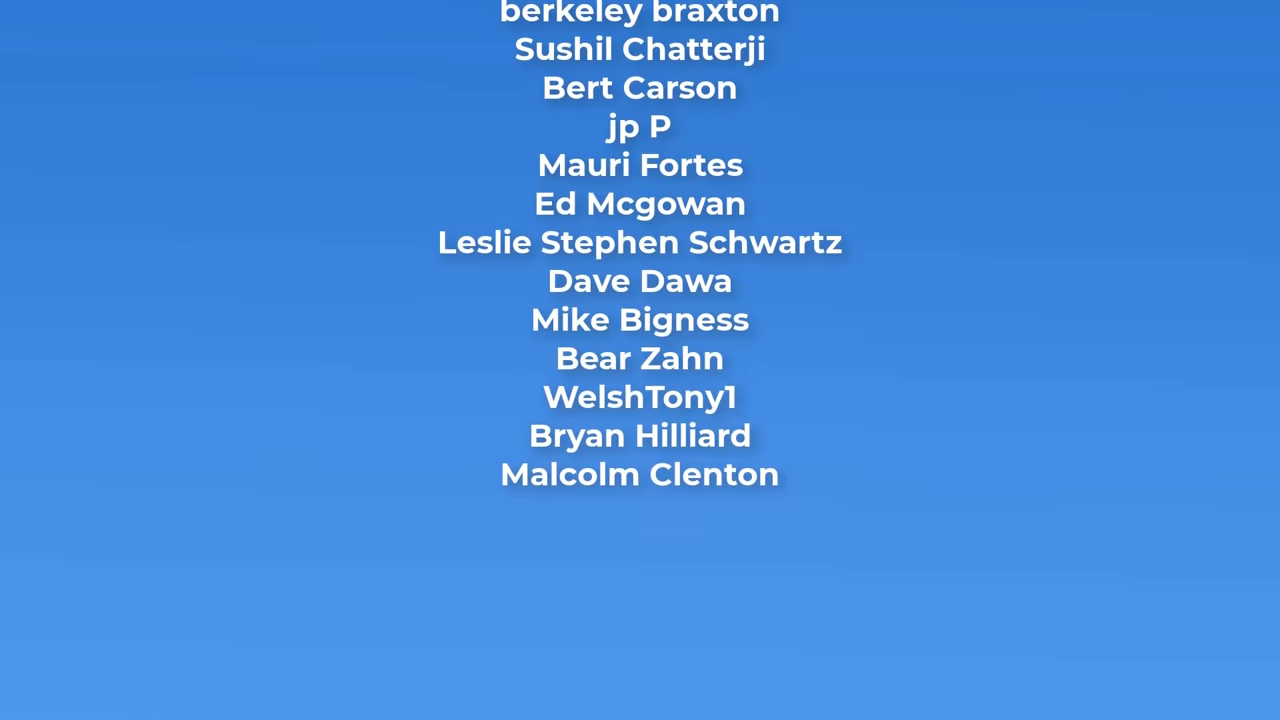 berkeley braxton
Sushil Chatterji
Bert Carson
jp P
Mauri Fortes
Ed Mcgowan
Leslie Stephen Schwartz
Dave Dawa
Mike Bigness
Bear Zahn
WelshTony1
Bryan Hilliard
Malcolm Clenton